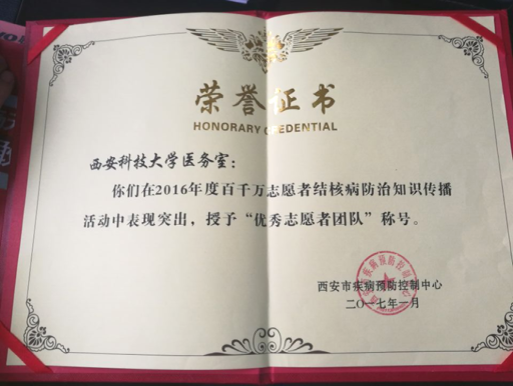 荣誉证书
HONORARY CREDENTIAL
西安科技大学医务室：
你们在2016年度百千万志愿者结核病防治知识传播
活动中表现突出，授予“优秀志愿者团队”称号。
西安市疾病预防控制中心
二〇一七年一月